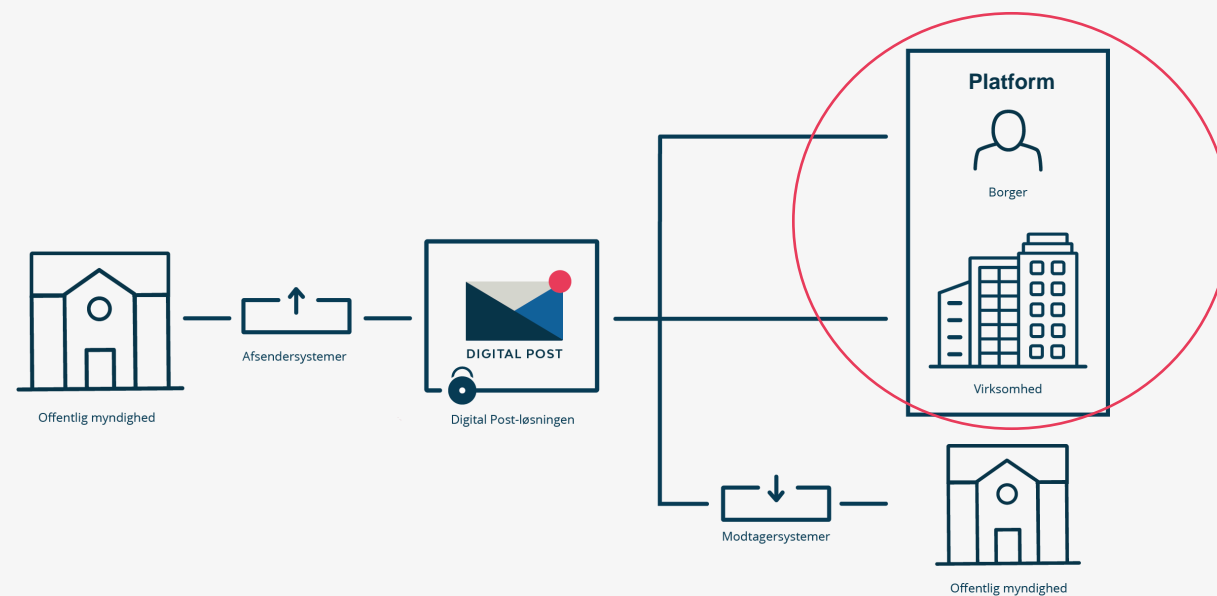 Platform
Borger
Virksomhed
Offentlig myndighed
Afsendersystemer
DIGITAL POST
Digital Post-løsningen
Modtagersystemer
Offentlig myndighed